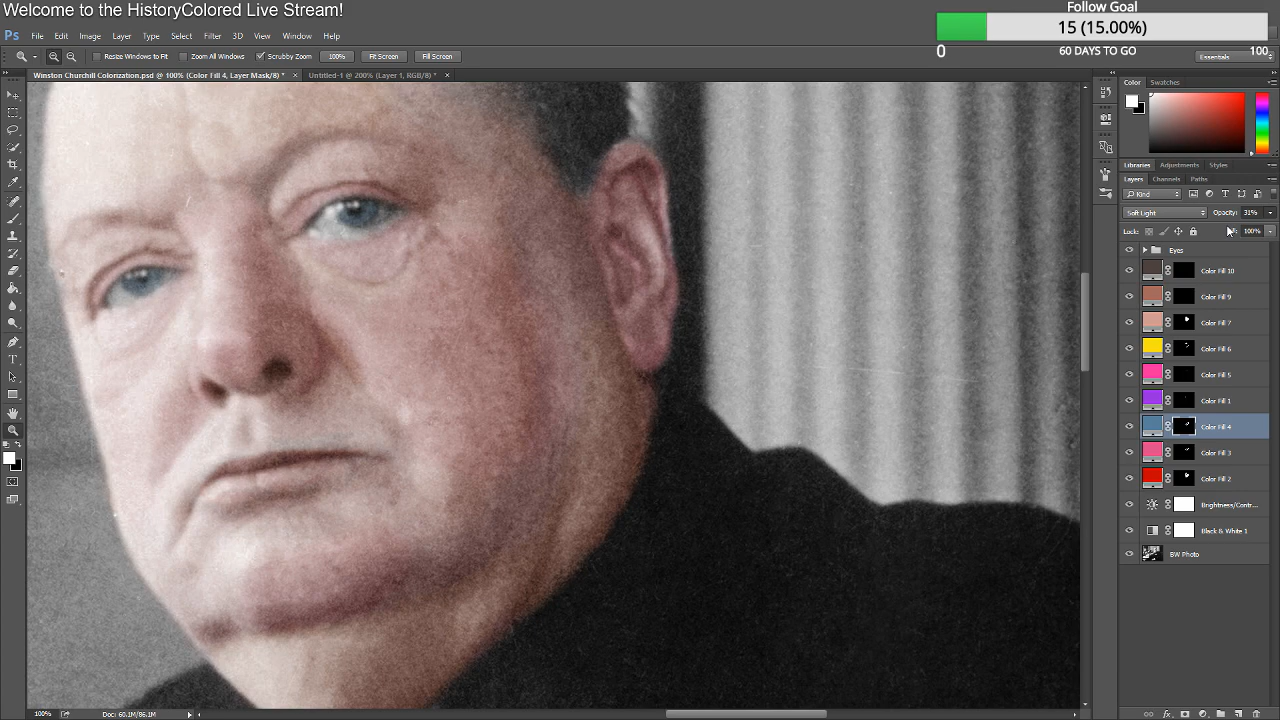 Welcome to the HistoryColored Live Stream!
Follow Goal
15 (15.00%)
0 60 DAYS TO GO 100
Ps File Edit Image Layer Type Select Filter 3D View Window Help
Resize Windows to Fit Zoom All Windows Scrubby Zoom 100% Fit Screen Fill Screen Essentials
Winston Churchill Colorization.psd @ 100% (Color Fill 4, Layer Mask/8) * × Untitled-1 @ 200% (Layer 1, RGB/8) * ×
Color Swatches
Libraries Adjustments Styles
Layers Channels Paths
Kind
Soft Light Opacity: 31%
Lock: 100%
Eyes
Color Fill 10
Color Fill 9
Color Fill 7
Color Fill 6
Color Fill 5
Color Fill 1
Color Fill 4
Color Fill 3
Color Fill 2
Brightness/Contr...
Black & White 1
BW Photo
100% Doc: 60.1M/86.1M